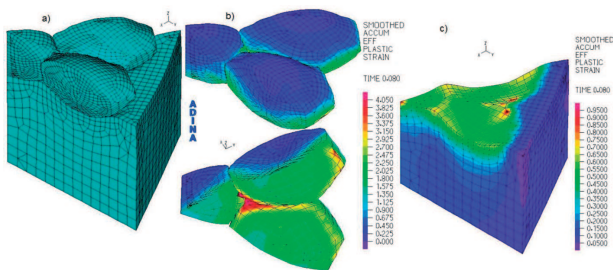 a)
b)
SMOOTHED
ACCUM
EFF
PLASTIC
STRAIN
TIME 0.080
4.050
3.825
3.600
3.375
3.150
2.925
2.700
2.475
2.250
2.025
1.800
1.575
1.350
1.125
0.900
0.675
0.450
0.225
0.000
ADINA
c)
SMOOTHED
ACCUM
EFF
PLASTIC
STRAIN
TIME 0.080
0.9500
0.9000
0.8500
0.8000
0.7500
0.7000
0.6500
0.6000
0.5500
0.5000
0.4500
0.4000
0.3500
0.3000
0.2500
0.2000
0.1500
0.1000
0.0500